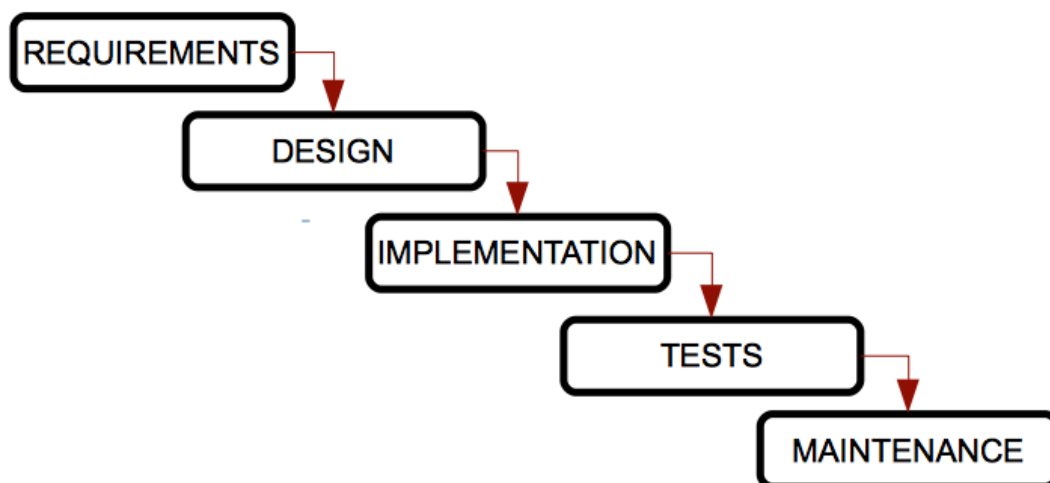 REQUIREMENTS
DESIGN
IMPLEMENTATION
TESTS
MAINTENANCE